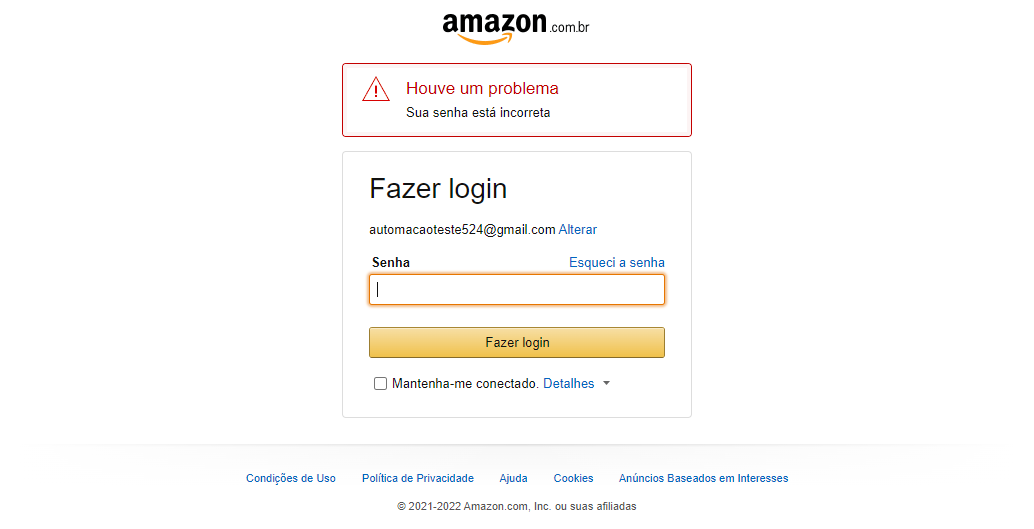 amazon.com.br
Houve um problema
Sua senha está incorreta
Fazer login
automacaoteste524@gmail.com Alterar
Senha Esqueci a senha
Fazer login
Mantenha-me conectado. Detalhes
Condições de Uso Política de Privacidade Ajuda Cookies Anúncios Baseados em Interesses
© 2021-2022 Amazon.com, Inc. ou suas afiliadas